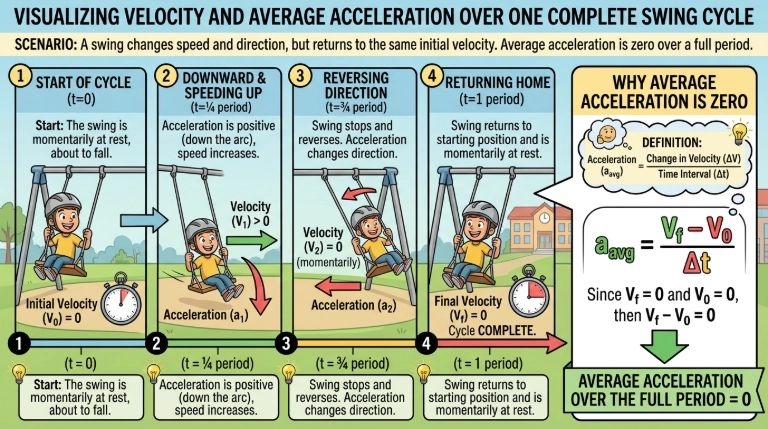 VISUALIZING VELOCITY AND AVERAGE ACCELERATION OVER ONE COMPLETE SWING CYCLE
SCENARIO: A swing changes speed and direction, but returns to the same initial velocity. Average acceleration is zero over a full period.
1
START OF CYCLE
(t=0)
Start: The swing is
momentarily at rest,
about to fall.
Initial Velocity
(V₀) = 0
2
DOWNWARD &
SPEEDING UP
(t=¼ period)
Acceleration is positive
(down the arc),
speed increases.
Velocity
(V₁) > 0
Acceleration (a₁)
3
REVERSING
DIRECTION
(t=¾ period)
Swing stops and
reverses. Acceleration
changes direction.
Velocity
(V₂) = 0
(momentarily)
Acceleration (a₂)
4
RETURNING HOME
(t=1 period)
Swing returns to
starting position and is
momentarily at rest.
Final Velocity
(V_f) = 0
Cycle COMPLETE.
1
2
3
4
(t = 0)
(t = ¼ period)
(t = ¾ period)
(t = 1 period)
Start: The swing is
momentarily at rest,
about to fall.
Acceleration is positive
(down the arc),
speed increases.
Swing stops and
reverses. Acceleration
changes direction.
Swing returns to
starting position and is
momentarily at rest.
WHY AVERAGE
ACCELERATION IS ZERO
DEFINITION:
Acceleration (a_avg) = Change in Velocity (ΔV) / Time Interval (Δt)
a_avg = V_f − V₀ / Δt
Since V_f = 0 and V₀ = 0,
then V_f − V₀ = 0
AVERAGE ACCELERATION
OVER THE FULL PERIOD = 0